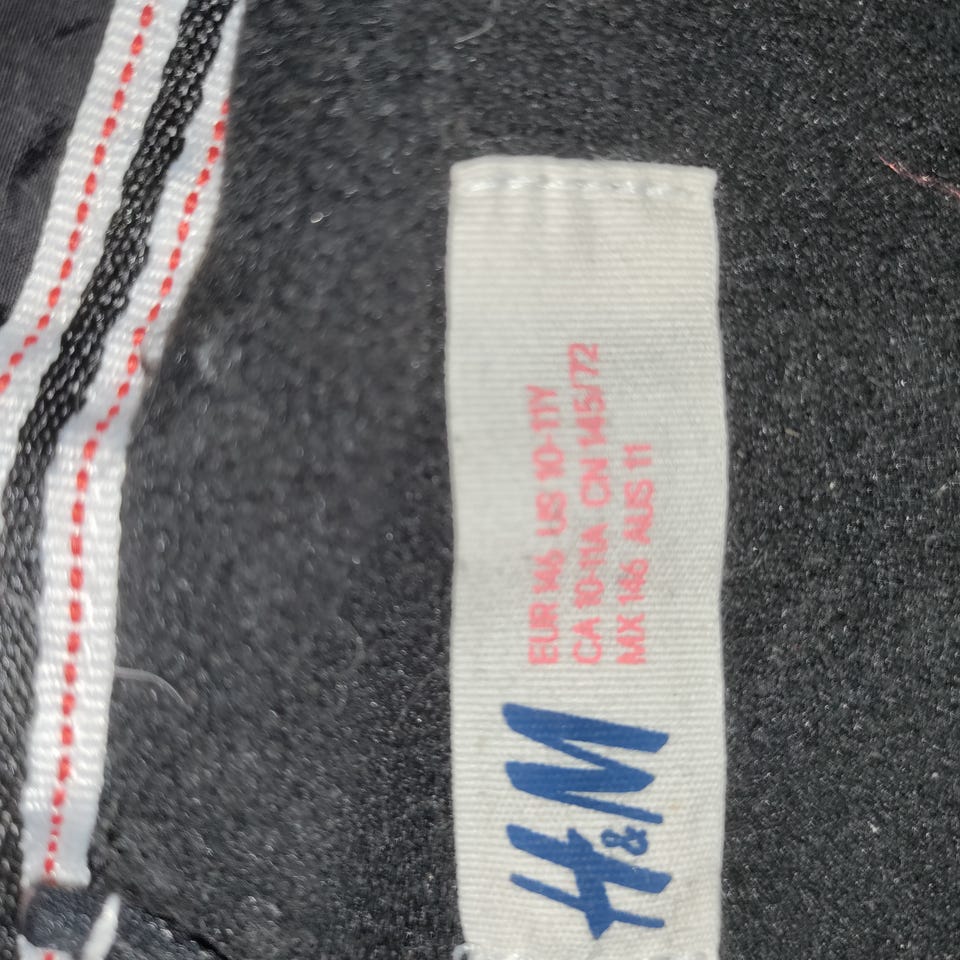 H&M
EUR 146 US 10-11Y
CA 10-11A CN 145/72
MX 146 AUS 11